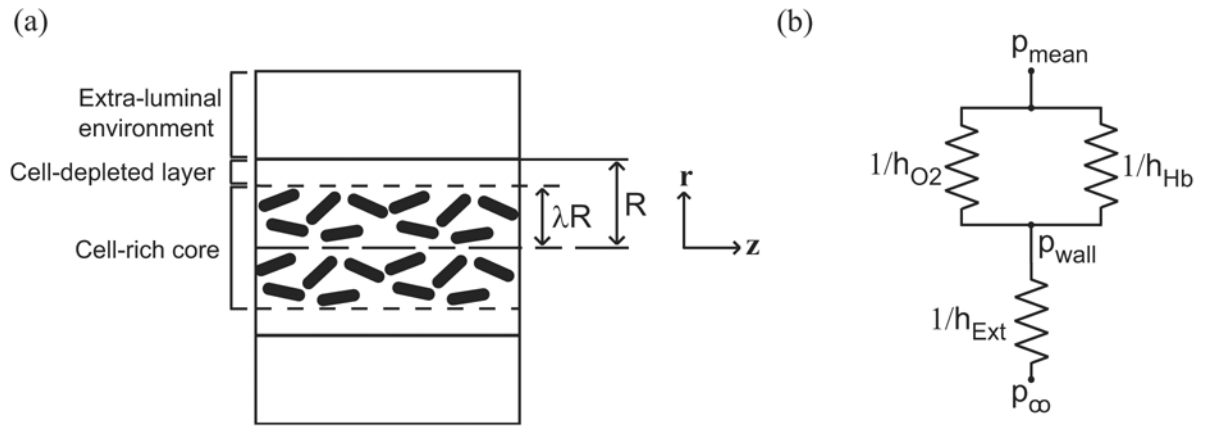 (a)
Extra-luminal
environment
Cell-depleted layer
Cell-rich core
λR
R
r
z
(b)
p_mean
1/h_O2
1/h_Hb
p_wall
1/h_Ext
p_∞